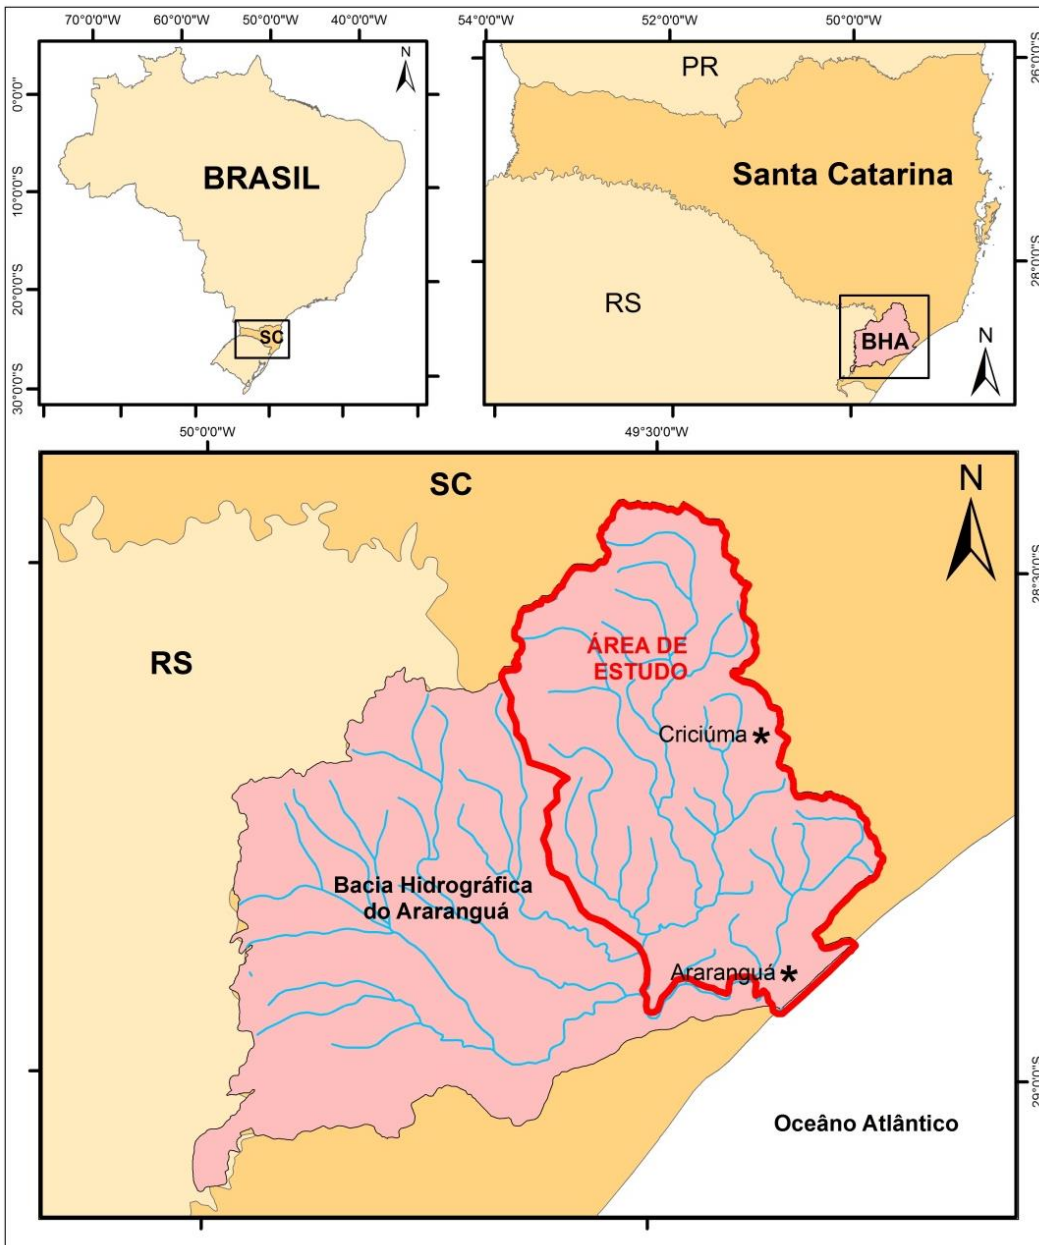 70°0'0"W 60°0'0"W 50°0'0"W 40°0'0"W
N
0°0'0"
10°0'0"S
20°0'0"S
30°0'0"S
BRASIL
SC
54°0'0"W 52°0'0"W 50°0'0"W
26°0'0"S
28°0'0"S
PR
Santa Catarina
RS
BHA
N
50°0'0"W 49°30'0"W
SC
N
28°30'0"S
ÁREA DE
ESTUDO
RS
Criciúma *
Bacia Hidrográfica
do Araranguá
Araranguá *
29°0'0"S
Oceâno Atlântico